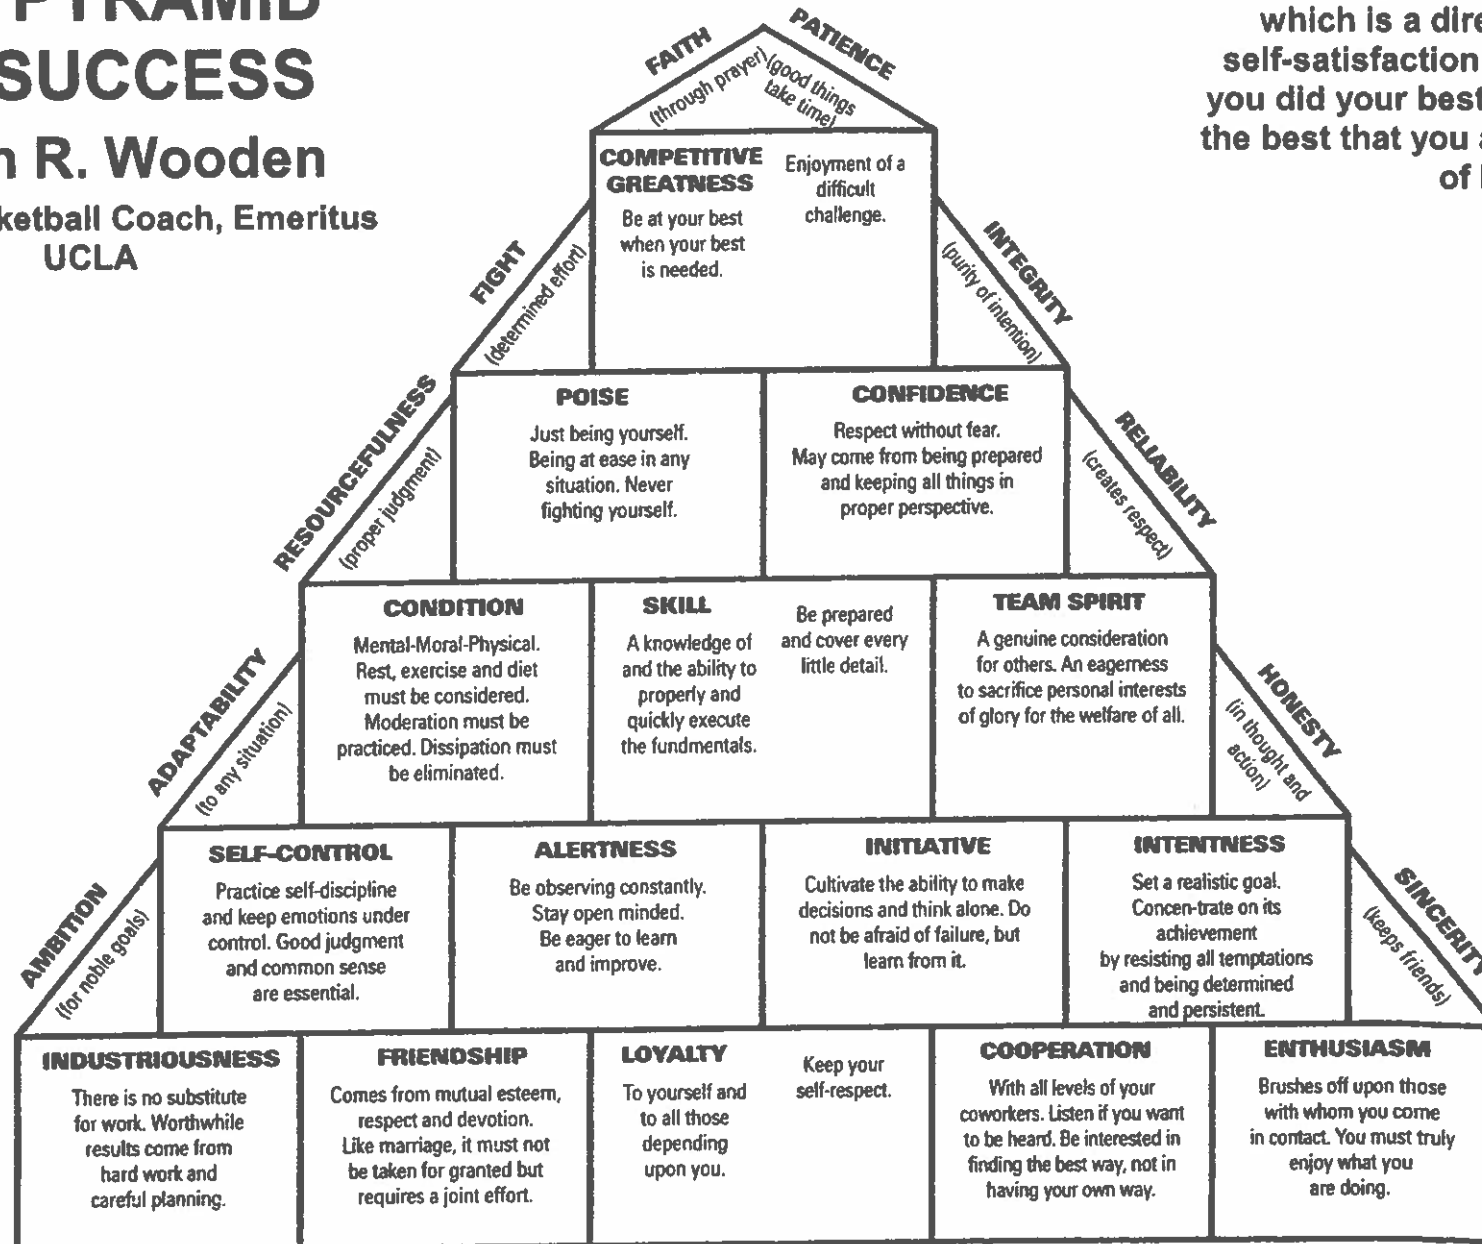 PYRAMID
SUCCESS
R. Wooden
Coach, Emeritus
UCLA
which is a
self-satisfaction
you did your best
the best that you
of
FAITH
(through prayer)
PATIENCE
(good things
take time)
COMPETITIVE
GREATNESS
Be at your best
when your best
is needed.
Enjoyment of a
difficult
challenge.
FIGHT
(determined effort)
INTEGRITY
(purity of intention)
POISE
Just being yourself.
Being at ease in any
situation. Never
fighting yourself.
CONFIDENCE
Respect without fear.
May come from being prepared
and keeping all things in
proper perspective.
RESOURCEFULNESS
(proper judgment)
RELIABILITY
(creates respect)
CONDITION
Mental-Moral-Physical.
Rest, exercise and diet
must be considered.
Moderation must be
practiced. Dissipation must
be eliminated.
SKILL
A knowledge of
and the ability to
properly and
quickly execute
the fundmentals.
Be prepared
and cover every
little detail.
TEAM SPIRIT
A genuine consideration
for others. An eagerness
to sacrifice personal interests
of glory for the welfare of all.
ADAPTABILITY
(to any situation)
HONESTY
(in thought and
action)
SELF-CONTROL
Practice self-discipline
and keep emotions under
control. Good judgment
and common sense
are essential.
ALERTNESS
Be observing constantly.
Stay open minded.
Be eager to learn
and improve.
INITIATIVE
Cultivate the ability to make
decisions and think alone. Do
not be afraid of failure, but
learn from it.
INTENTNESS
Set a realistic goal.
Concen-trate on its
achievement
by resisting all temptations
and being determined
and persistent.
AMBITION
(for noble goals)
SINCERITY
(keeps friends)
INDUSTRIOUSNESS
There is no substitute
for work. Worthwhile
results come from
hard work and
careful planning.
FRIENDSHIP
Comes from mutual esteem,
respect and devotion.
Like marriage, it must not
be taken for granted but
requires a joint effort.
LOYALTY
To yourself and
to all those
depending
upon you.
Keep your
self-respect.
COOPERATION
With all levels of your
coworkers. Listen if you want
to be heard. Be interested in
finding the best way, not in
having your own way.
ENTHUSIASM
Brushes off upon those
with whom you come
in contact. You must truly
enjoy what you
are doing.